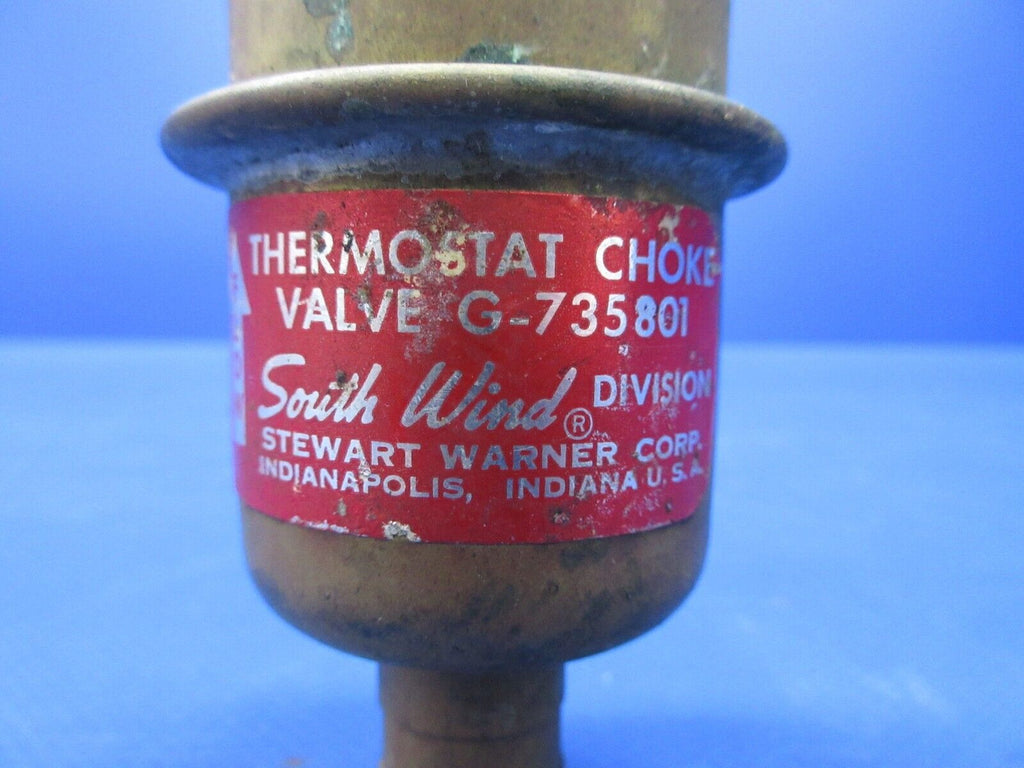 THERMOSTAT CHOKE
VALVE G-735801
South Wind® DIVISION
STEWART WARNER CORP.
INDIANAPOLIS, INDIANA U.S.A.